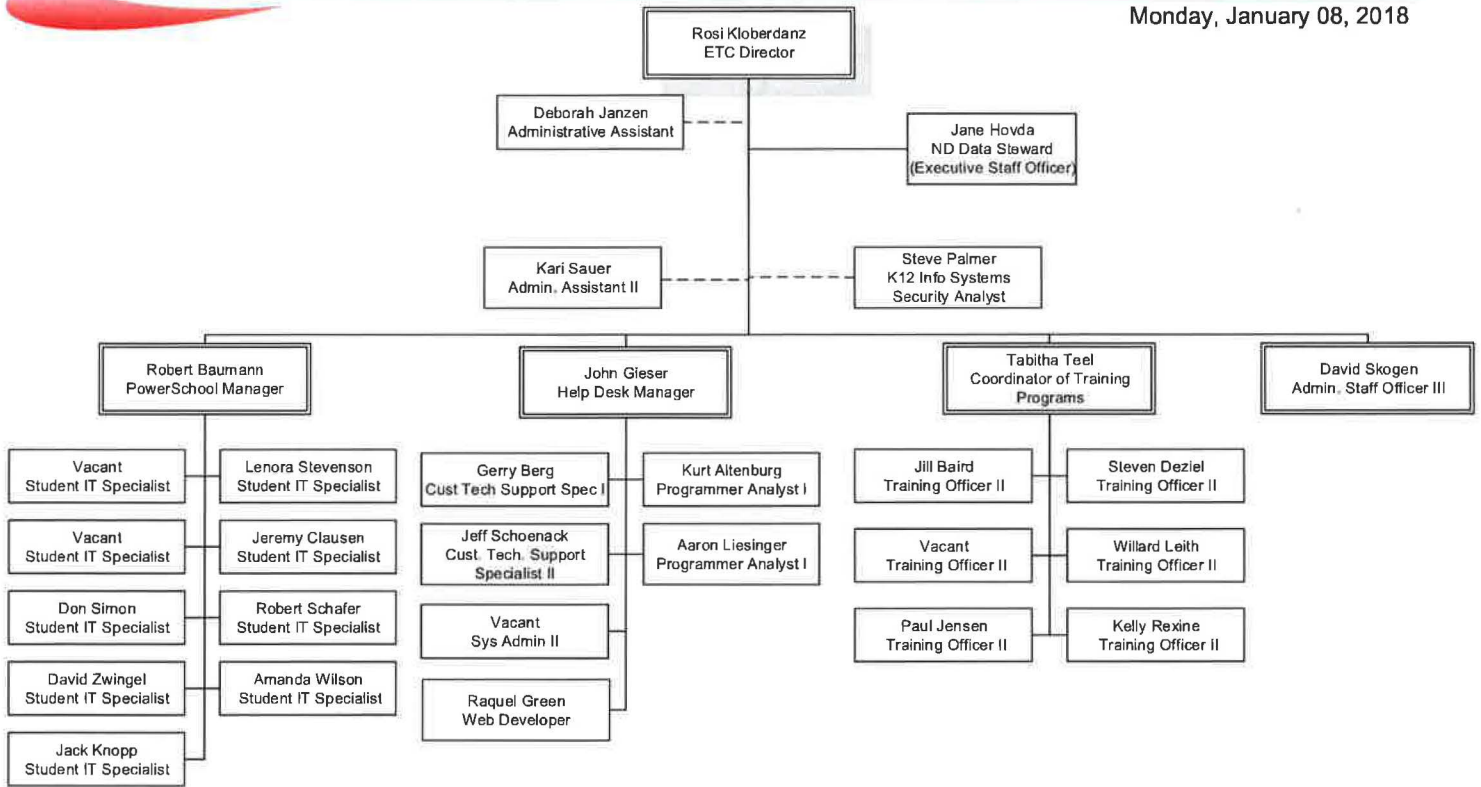 Monday, January 08, 2018
Rosi Kloberdanz
ETC Director
Deborah Janzen
Administrative Assistant
Jane Hovda
ND Data Steward
(Executive Staff Officer)
Kari Sauer
Admin. Assistant II
Steve Palmer
K12 Info Systems
Security Analyst
Robert Baumann
PowerSchool Manager
John Gieser
Help Desk Manager
Tabitha Teel
Coordinator of Training
Programs
David Skogen
Admin. Staff Officer III
Vacant
Student IT Specialist
Lenora Stevenson
Student IT Specialist
Vacant
Student IT Specialist
Jeremy Clausen
Student IT Specialist
Don Simon
Student IT Specialist
Robert Schafer
Student IT Specialist
David Zwingel
Student IT Specialist
Amanda Wilson
Student IT Specialist
Jack Knopp
Student IT Specialist
Gerry Berg
Cust Tech Support Spec I
Kurt Altenburg
Programmer Analyst I
Jeff Schoenack
Cust. Tech. Support
Specialist II
Aaron Liesinger
Programmer Analyst I
Vacant
Sys Admin II
Raquel Green
Web Developer
Jill Baird
Training Officer II
Steven Deziel
Training Officer II
Vacant
Training Officer II
Willard Leith
Training Officer II
Paul Jensen
Training Officer II
Kelly Rexine
Training Officer II